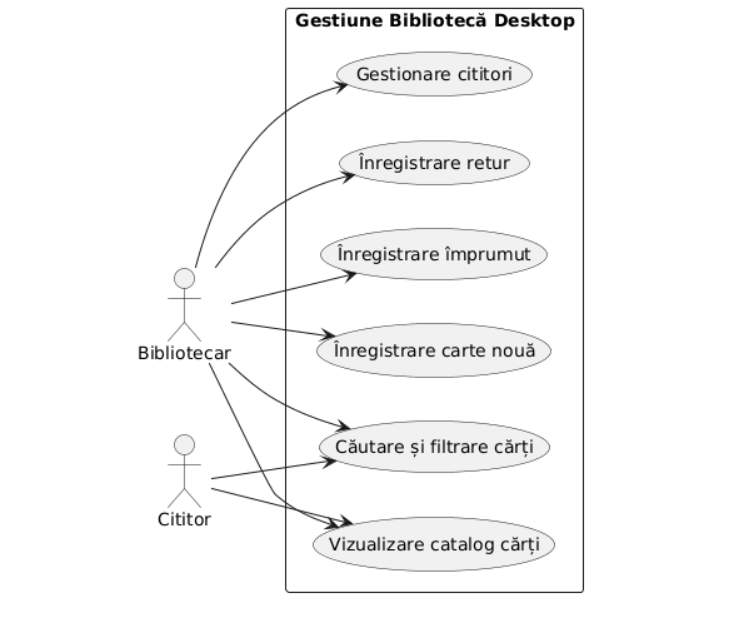 Gestiune Bibliotecă Desktop
Gestionare cititori
Înregistrare retur
Înregistrare împrumut
Bibliotecar
Înregistrare carte nouă
Căutare și filtrare cărți
Cititor
Vizualizare catalog cărți